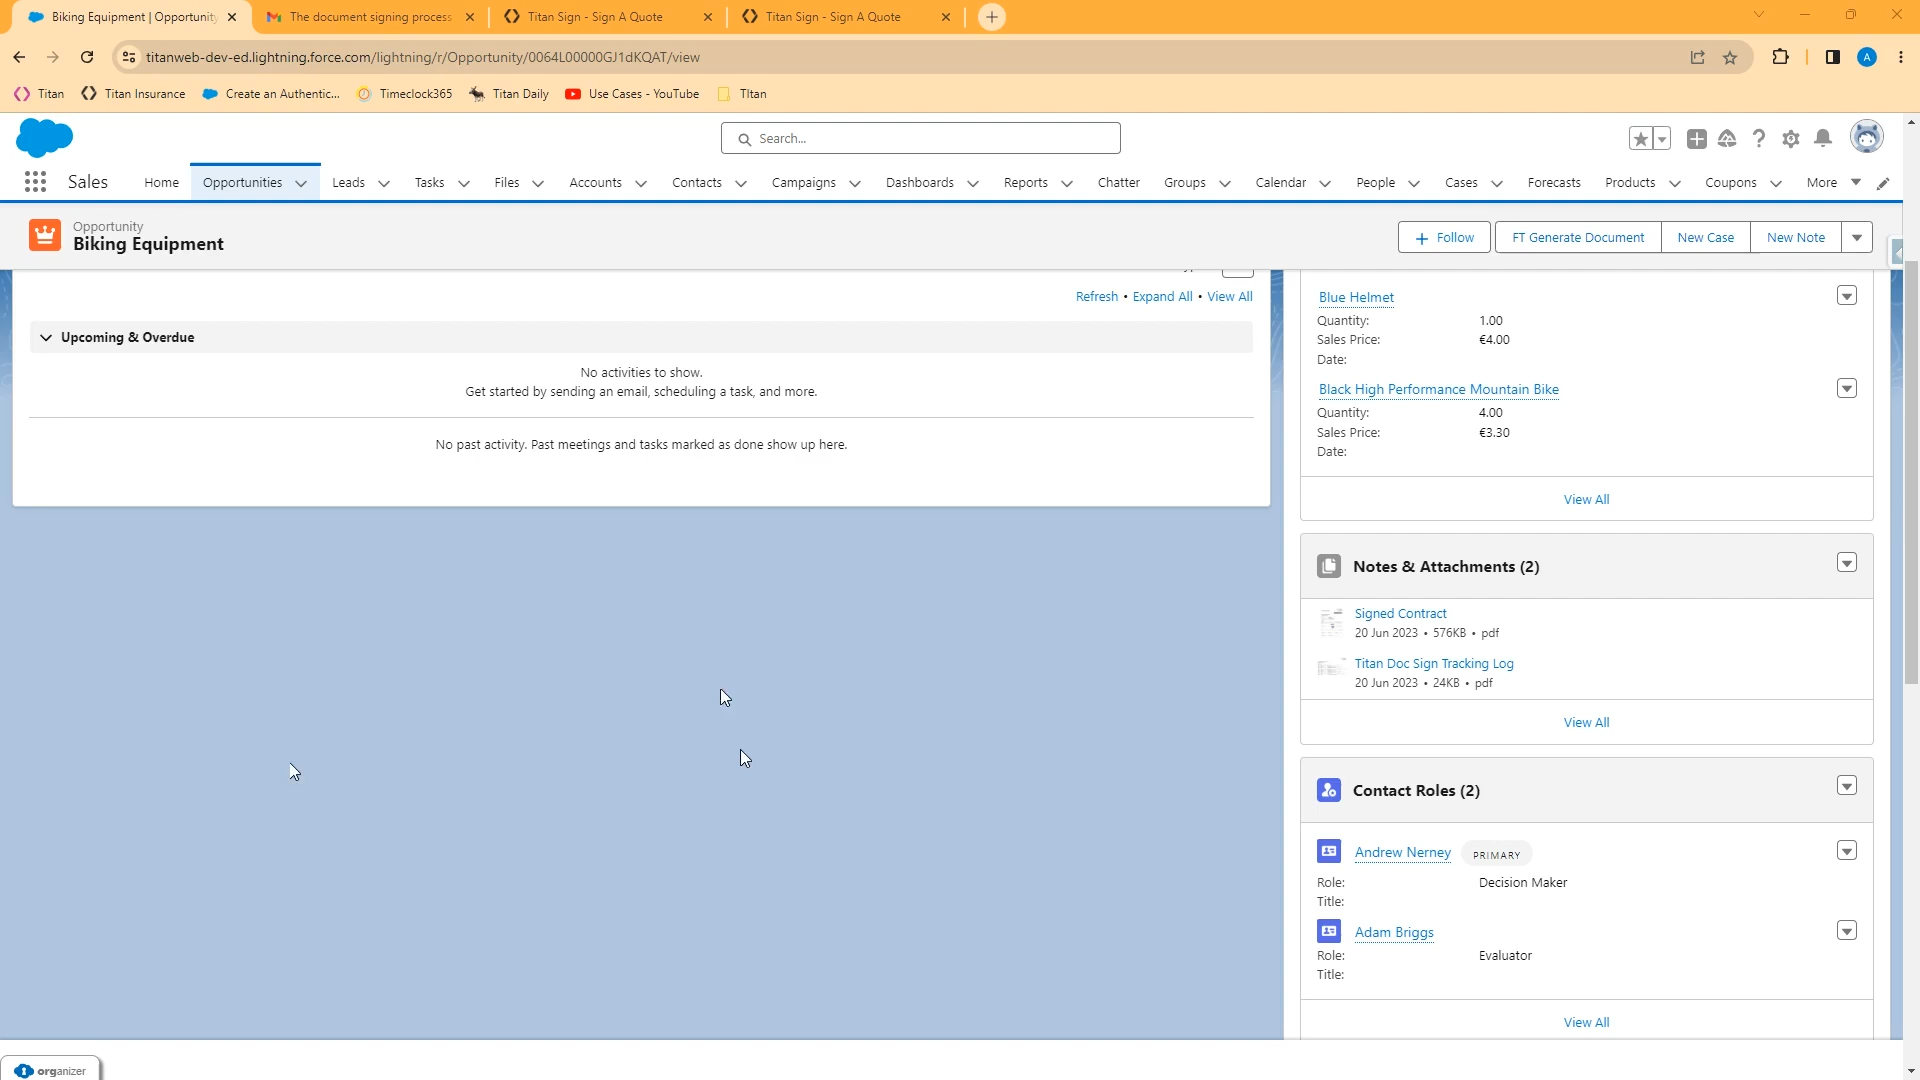 Biking Equipment | Opportunity
The document signing process
Titan Sign - Sign A Quote
Titan Sign - Sign A Quote
titanweb-dev-ed.lightning.force.com/lightning/r/Opportunity/0064L00000GJ1dKQAT/view
A
Titan
Titan Insurance
Create an Authentic...
Timeclock365
Titan Daily
Use Cases - YouTube
TItan
Search...
Sales
Home
Opportunities
Leads
Tasks
Files
Accounts
Contacts
Campaigns
Dashboards
Reports
Chatter
Groups
Calendar
People
Cases
Forecasts
Products
Coupons
More
Opportunity
Biking Equipment
Follow
FT Generate Document
New Case
New Note
Refresh • Expand All • View All
Upcoming & Overdue
No activities to show.
Get started by sending an email, scheduling a task, and more.
No past activity. Past meetings and tasks marked as done show up here.
Blue Helmet
Quantity: 1.00
Sales Price: €4.00
Date:
Black High Performance Mountain Bike
Quantity: 4.00
Sales Price: €3.30
Date:
View All
Notes & Attachments (2)
Signed Contract
20 Jun 2023 • 576KB • pdf
Titan Doc Sign Tracking Log
20 Jun 2023 • 24KB • pdf
View All
Contact Roles (2)
Andrew Nerney PRIMARY
Role: Decision Maker
Title:
Adam Briggs
Role: Evaluator
Title:
View All
organizer